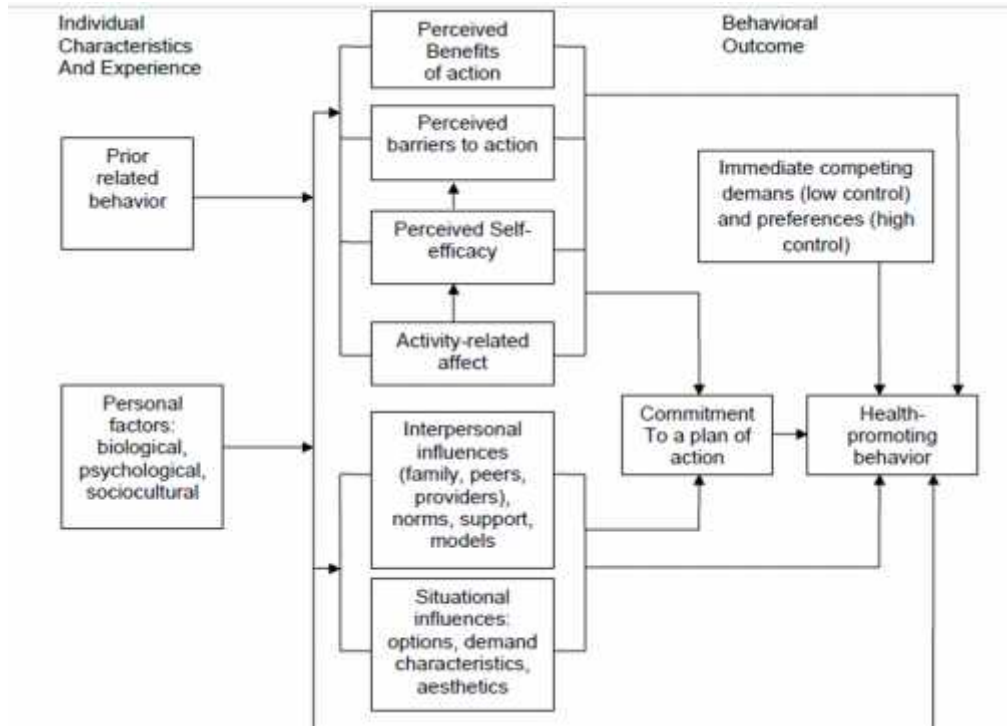 Individual
Characteristics
And Experience
Prior
related
behavior
Personal
factors:
biological,
psychological,
sociocultural
Perceived
Benefits
of action
Perceived
barriers to action
Perceived Self-
efficacy
Activity-related
affect
Interpersonal
influences
(family, peers,
providers),
norms, support,
models
Situational
influences:
options, demand
characteristics,
aesthetics
Behavioral
Outcome
Immediate competing
demans (low control)
and preferences (high
control)
Commitment
To a plan of
action
Health-
promoting
behavior